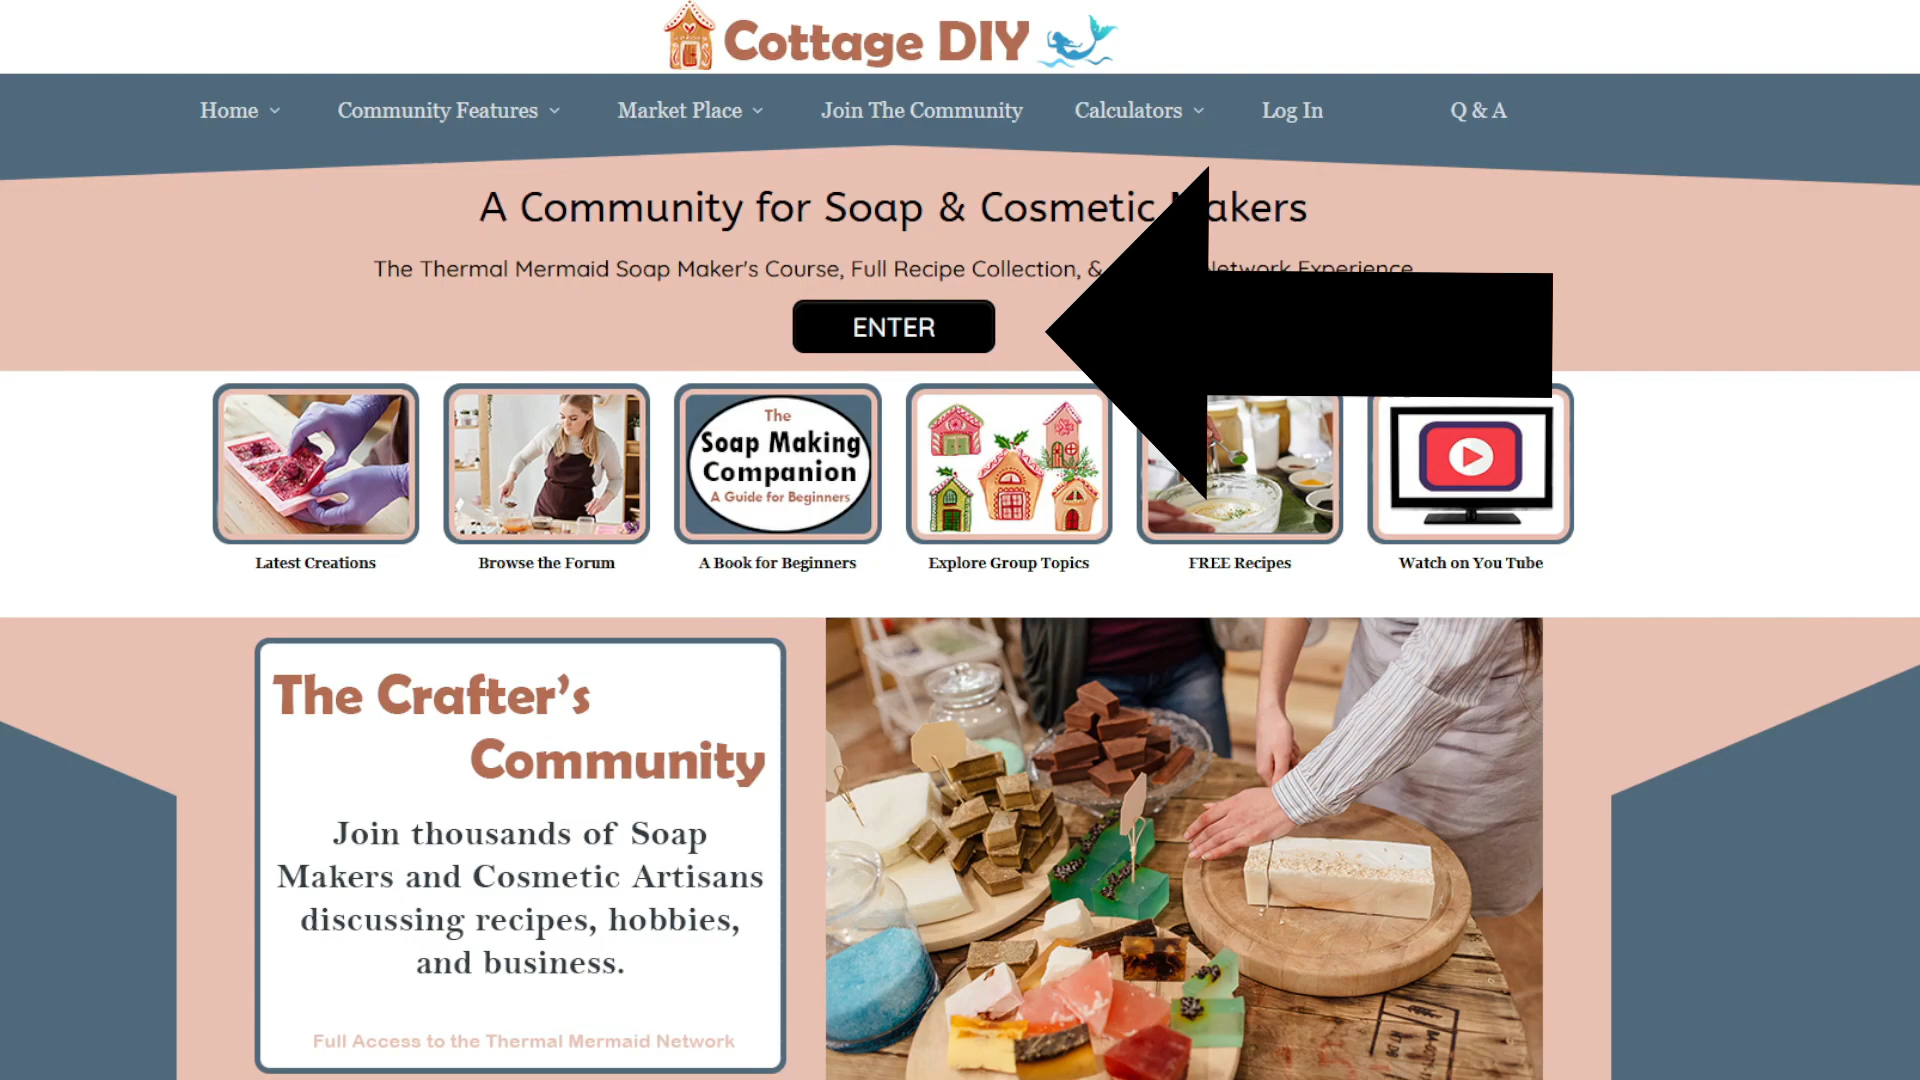 Cottage DIY
Home
Community Features
Market Place
Join The Community
Calculators
Log In
Q & A
A Community for Soap & Cosmetic akers
The Thermal Mermaid Soap Maker's Course, Full Recipe Collection, & Network Experience
ENTER
The
Soap Making
Companion
A Guide for Beginners
Latest Creations
Browse the Forum
A Book for Beginners
Explore Group Topics
FREE Recipes
Watch on You Tube
The Crafter's
Community
Join thousands of Soap
Makers and Cosmetic Artisans
discussing recipes, hobbies,
and business.
Full Access to the Thermal Mermaid Network